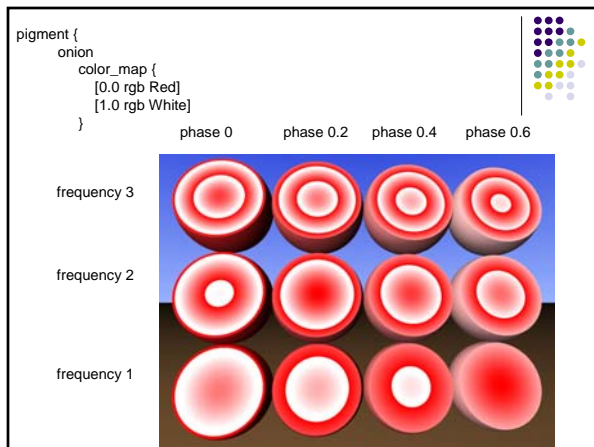 pigment {
onion
color_map {
[0.0 rgb Red]
[1.0 rgb White]
}
phase 0 phase 0.2 phase 0.4 phase 0.6
frequency 3
frequency 2
frequency 1